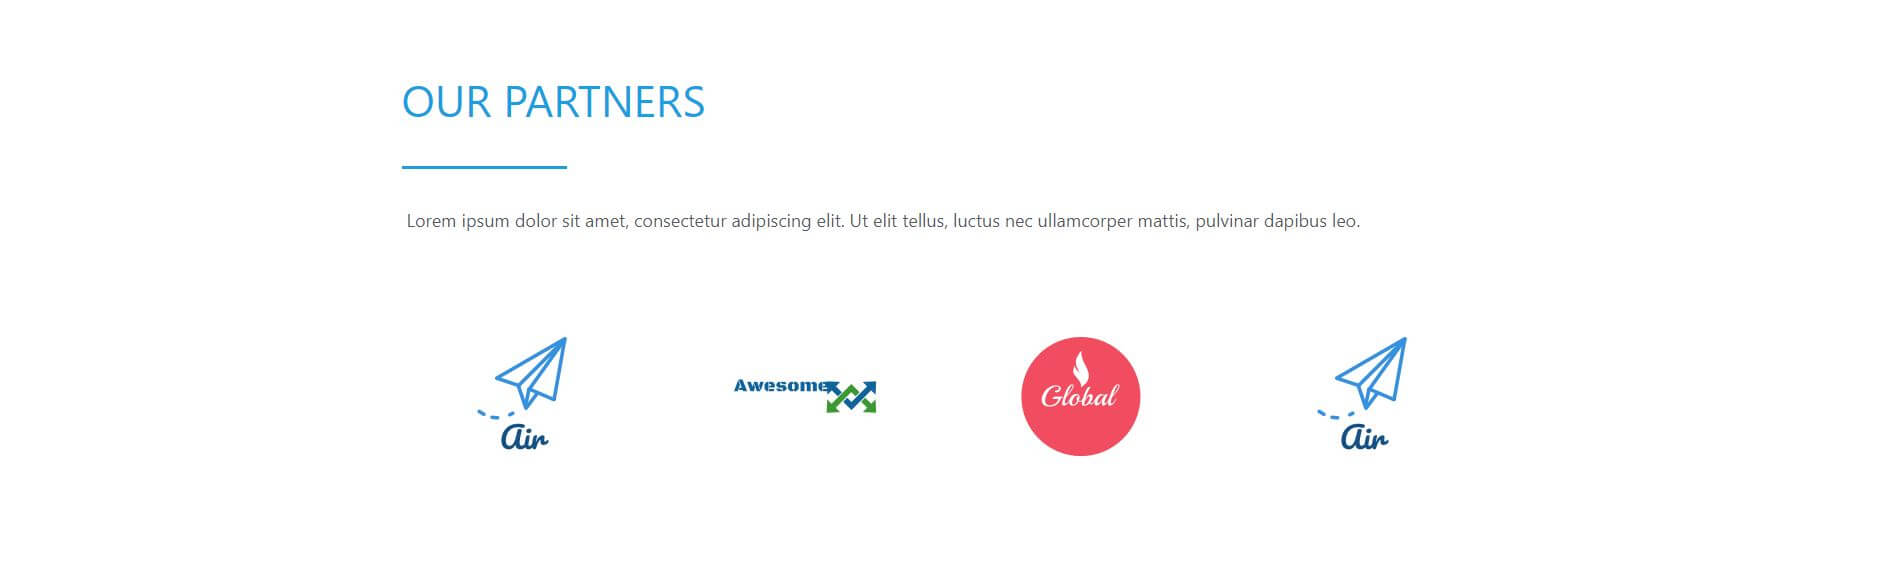 OUR PARTNERS
Lorem ipsum dolor sit amet, consectetur adipiscing elit. Ut elit tellus, luctus nec ullamcorper mattis, pulvinar dapibus leo.
Air
Awesome
Global
Air